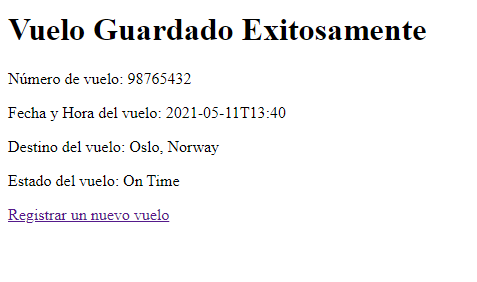 Vuelo Guardado Exitosamente
Número de vuelo: 98765432
Fecha y Hora del vuelo: 2021-05-11T13:40
Destino del vuelo: Oslo, Norway
Estado del vuelo: On Time
Registrar un nuevo vuelo